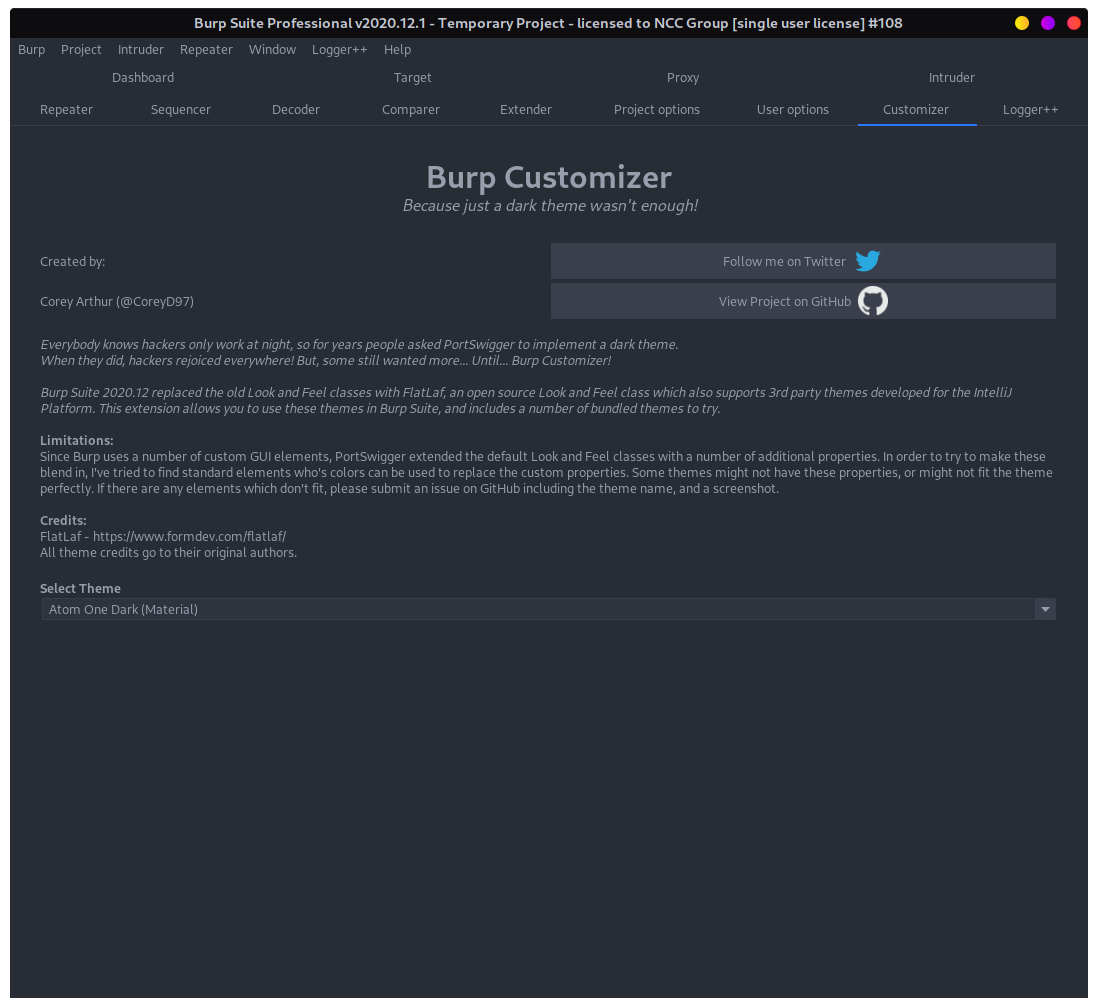 Burp Suite Professional v2020.12.1 - Temporary Project - licensed to NCC Group [single user license] #108
Burp Project Intruder Repeater Window Logger++ Help
Dashboard Target Proxy Intruder
Repeater Sequencer Decoder Comparer Extender Project options User options Customizer Logger++
Burp Customizer
Because just a dark theme wasn't enough!
Created by:
Follow me on Twitter
Corey Arthur (@CoreyD97)
View Project on GitHub
Everybody knows hackers only work at night, so for years people asked PortSwigger to implement a dark theme.
When they did, hackers rejoiced everywhere! But, some still wanted more... Until... Burp Customizer!
Burp Suite 2020.12 replaced the old Look and Feel classes with FlatLaf, an open source Look and Feel class which also supports 3rd party themes developed for the IntelliJ
Platform. This extension allows you to use these themes in Burp Suite, and includes a number of bundled themes to try.
Limitations:
Since Burp uses a number of custom GUI elements, PortSwigger extended the default Look and Feel classes with a number of additional properties. In order to try to make these
blend in, I've tried to find standard elements who's colors can be used to replace the custom properties. Some themes might not have these properties, or might not fit the theme
perfectly. If there are any elements which don't fit, please submit an issue on GitHub including the theme name, and a screenshot.
Credits:
FlatLaf - https://www.formdev.com/flatlaf/
All theme credits go to their original authors.
Select Theme
Atom One Dark (Material)